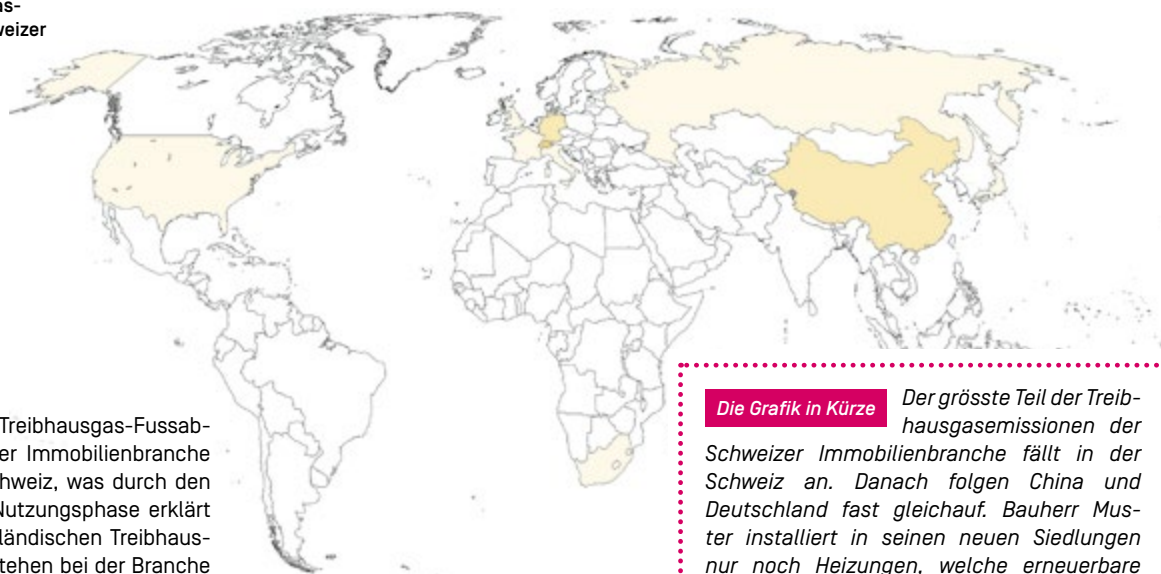 as-
weizer
Treibhausgas-Fussab-
er Immobilienbranche
hweiz, was durch den
Nutzungsphase erklärt
ländischen Treibhaus-
tehen bei der Branche
Die Grafik in Kürze Der grösste Teil der Treib-
hausgasemissionen der
Schweizer Immobilienbranche fällt in der
Schweiz an. Danach folgen China und
Deutschland fast gleichauf. Bauherr Mus-
ter installiert in seinen neuen Siedlungen
nur noch Heizungen, welche erneuerbare